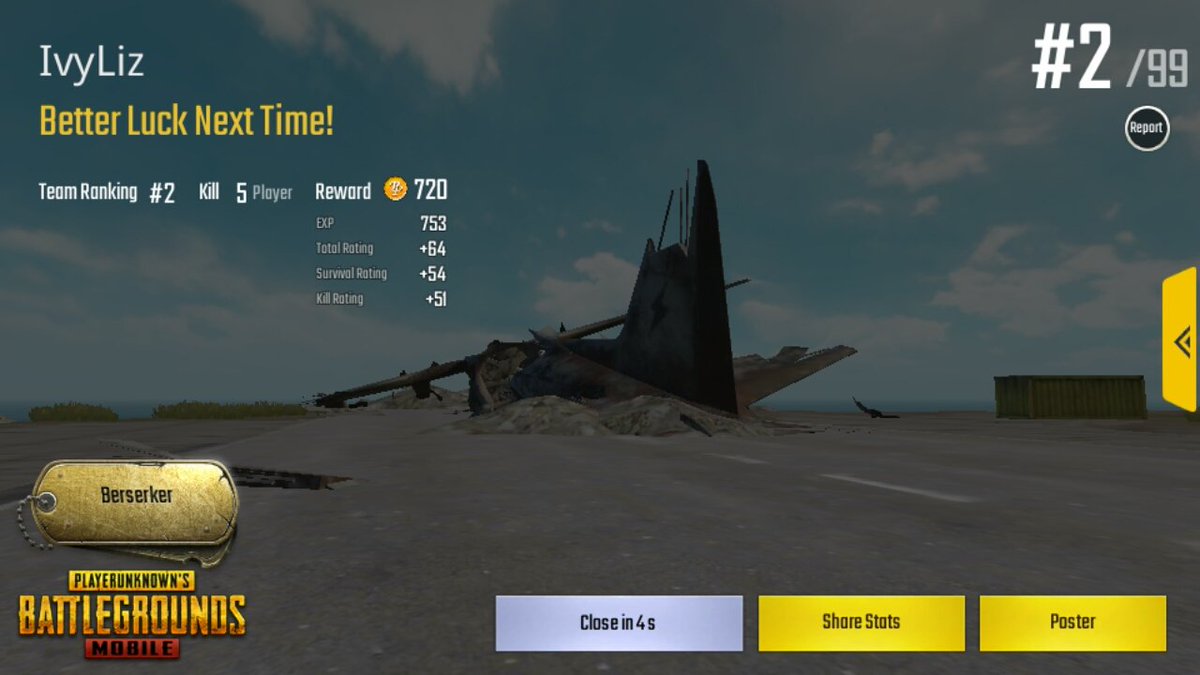 IvyLiz
#2 /99
Better Luck Next Time!
Report
Team Ranking #2 Kill 5 Player Reward 720
EXP 753
Total Rating +64
Survival Rating +54
Kill Rating +51
Berserker
PLAYERUNKNOWN'S
BATTLEGROUNDS
MOBILE
Close in 4 s
Share Stats
Poster